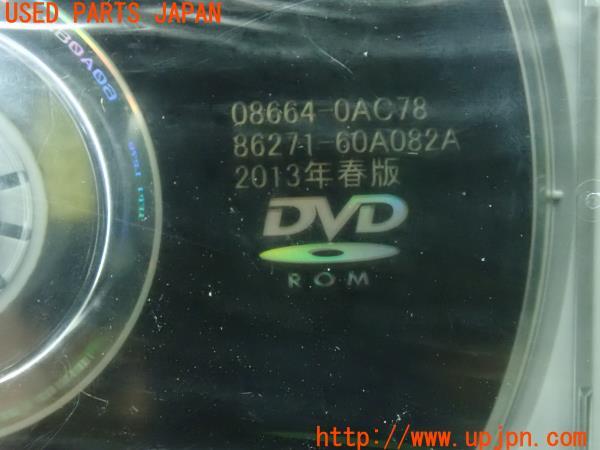 USED PARTS JAPAN
80A08
08664-0AC78
86271-60A082A
2013年春版
DVD
ROM
http://www.upjpn.com